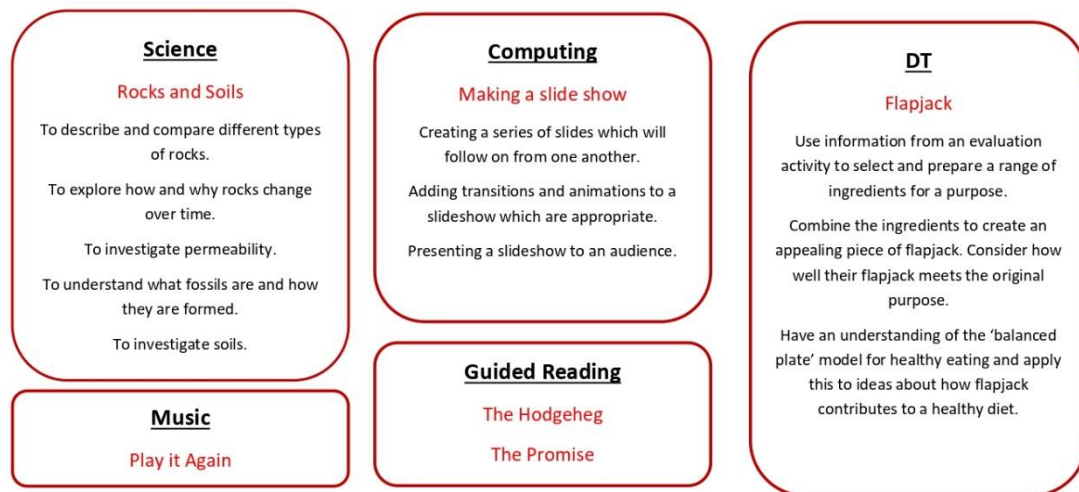 Science
Rocks and Soils
To describe and compare different types
of rocks.
To explore how and why rocks change
over time.
To investigate permeability.
To understand what fossils are and how
they are formed.
To investigate soils.
Music
Play it Again
Computing
Making a slide show
Creating a series of slides which will
follow on from one another.
Adding transitions and animations to a
slideshow which are appropriate.
Presenting a slideshow to an audience.
Guided Reading
The Hodgeheg
The Promise
DT
Flapjack
Use information from an evaluation
activity to select and prepare a range of
ingredients for a purpose.
Combine the ingredients to create an
appealing piece of flapjack. Consider how
well their flapjack meets the original
purpose.
Have an understanding of the ‘balanced
plate’ model for healthy eating and apply
this to ideas about how flapjack
contributes to a healthy diet.